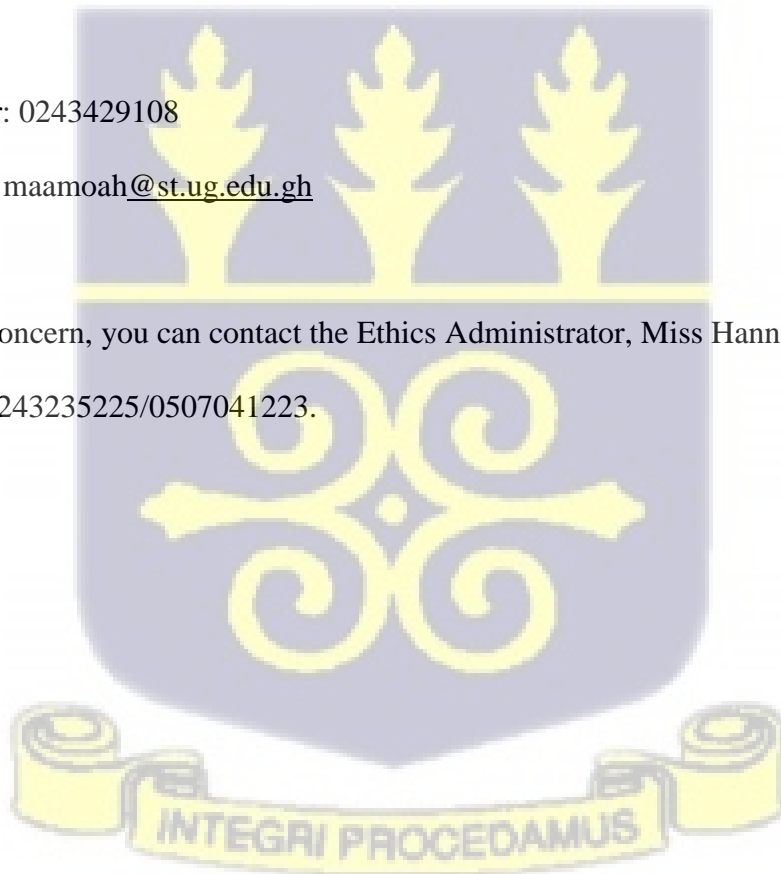 r: 0243429108
maamoah@st.ug.edu.gh
oncern, you can contact the Ethics Administrator, Miss Hann
243235225/0507041223.
INTEGRI PROCEDAMUS